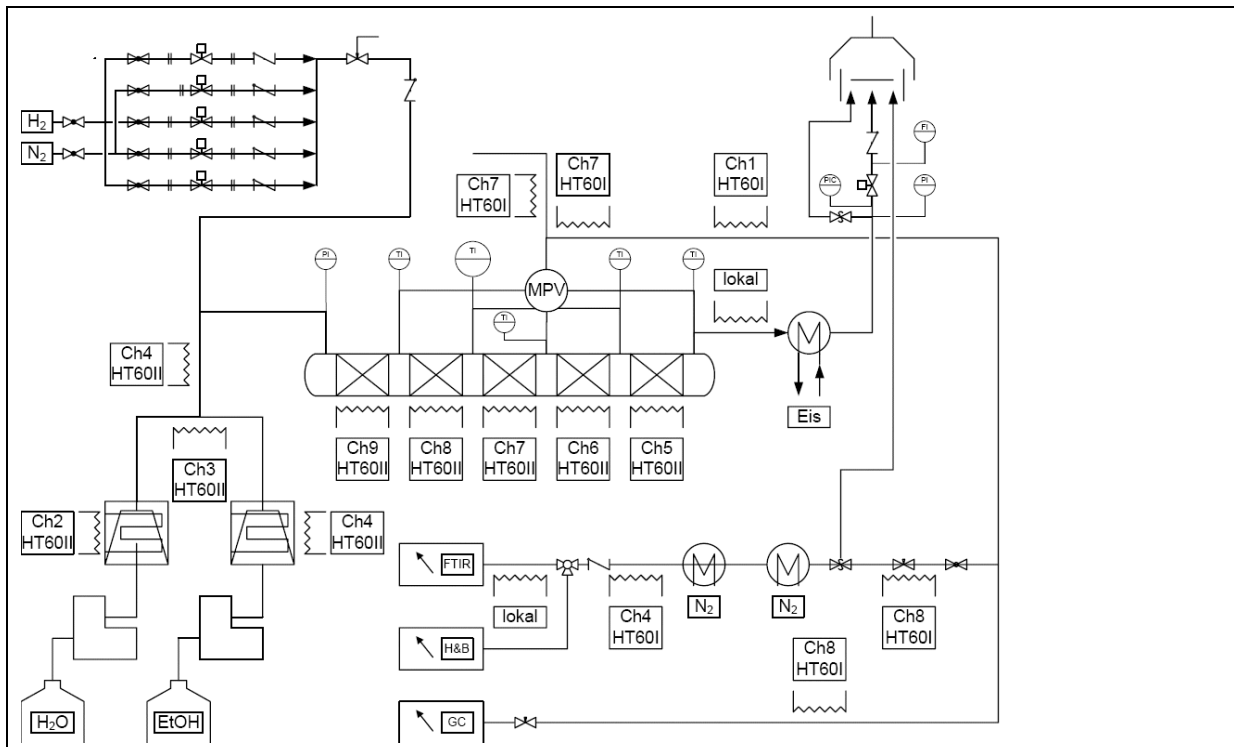 H₂
N₂
Ch7
HT60I
Ch7
HT60I
Ch1
HT60I
FI
PIC
PI
PI
TI
TI
TI
TI
MPV
TI
lokal
Ch4
HT60II
Eis
Ch9
HT60II
Ch8
HT60II
Ch7
HT60II
Ch6
HT60II
Ch5
HT60II
Ch3
HT60II
Ch2
HT60II
Ch4
HT60II
FTIR
lokal
Ch4
HT60I
N₂
N₂
Ch8
HT60I
H&B
Ch8
HT60I
H₂O
EtOH
GC